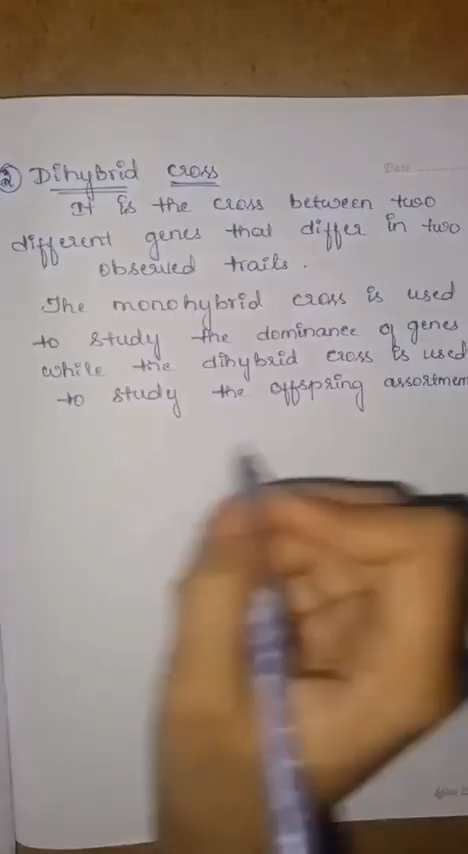 2 Dihybrid cross
Date
It is the cross between two
different genes that differ in two
observed traits.
The monohybrid cross is used
to study the dominance of genes
while the dihybrid cross is used
to study the offspring assortmen